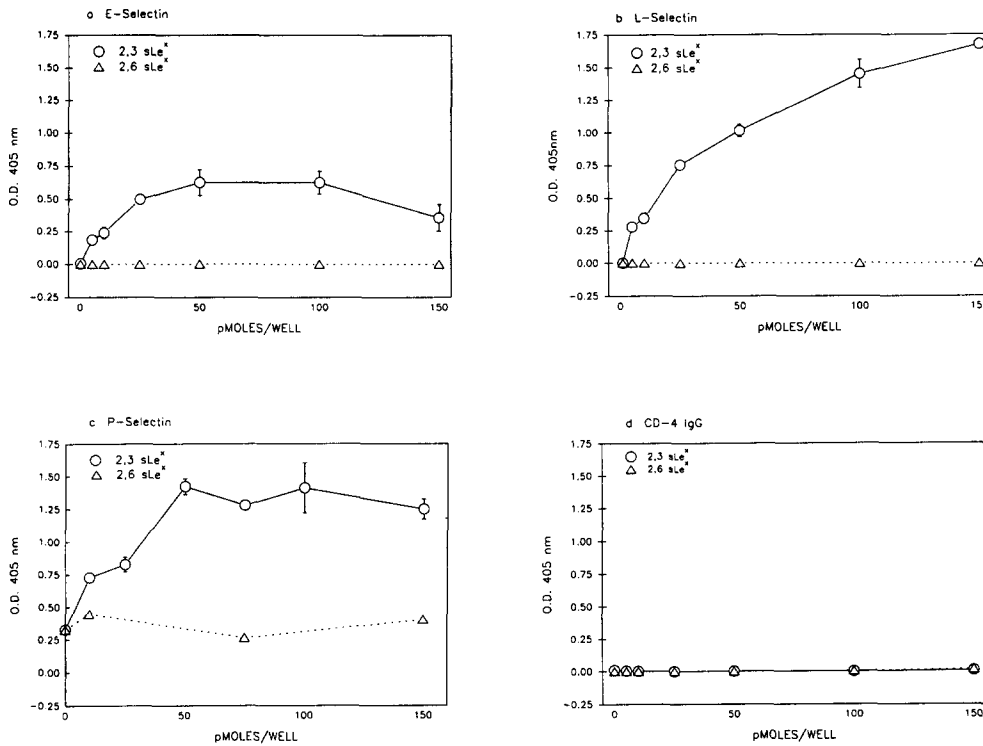 a E-Selectin
1.75
1.50
1.25
1.00
0.75
0.50
0.25
0.00
-0.25
O.D. 405 nm
2,3 sLeˣ
2,6 sLeˣ
0 50 100 150
pMOLES/WELL
b L-Selectin
1.75
1.50
1.25
1.00
0.75
0.50
0.25
0.00
-0.25
O.D. 405nm
2,3 sLeˣ
2,6 sLeˣ
0 50 100 150
pMOLES/WELL
c P-Selectin
1.75
1.50
1.25
1.00
0.75
0.50
0.25
0.00
-0.25
O.D. 405 nm
2,3 sLeˣ
2,6 sLeˣ
0 50 100 150
pMOLES/WELL
d CD-4 IgG
1.75
1.50
1.25
1.00
0.75
0.50
0.25
0.00
-0.25
O.D. 405 nm
2,3 sLeˣ
2,6 sLeˣ
0 50 100 150
pMOLES/WELL